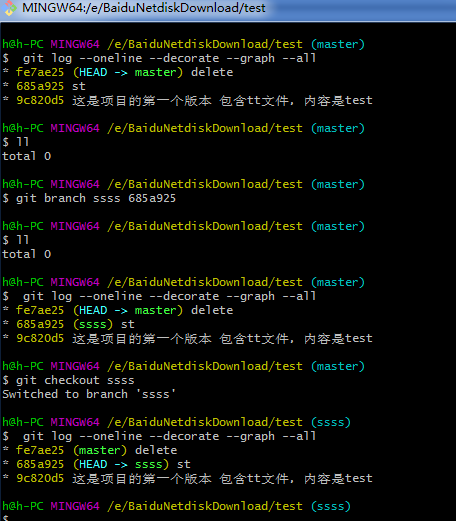 MINGW64:/e/BaiduNetdiskDownload/test
h@h-PC MINGW64 /e/BaiduNetdiskDownload/test (master)
$  git log --oneline --decorate --graph --all
* fe7ae25 (HEAD -> master) delete
* 685a925 st
* 9c820d5 这是项目的第一个版本 包含tt文件, 内容是test
h@h-PC MINGW64 /e/BaiduNetdiskDownload/test (master)
$ ll
total 0
h@h-PC MINGW64 /e/BaiduNetdiskDownload/test (master)
$ git branch ssss 685a925
h@h-PC MINGW64 /e/BaiduNetdiskDownload/test (master)
$ ll
total 0
h@h-PC MINGW64 /e/BaiduNetdiskDownload/test (master)
$  git log --oneline --decorate --graph --all
* fe7ae25 (HEAD -> master) delete
* 685a925 (ssss) st
* 9c820d5 这是项目的第一个版本 包含tt文件, 内容是test
h@h-PC MINGW64 /e/BaiduNetdiskDownload/test (master)
$ git checkout ssss
Switched to branch 'ssss'
h@h-PC MINGW64 /e/BaiduNetdiskDownload/test (ssss)
$  git log --oneline --decorate --graph --all
* fe7ae25 (master) delete
* 685a925 (HEAD -> ssss) st
* 9c820d5 这是项目的第一个版本 包含tt文件, 内容是test
h@h-PC MINGW64 /e/BaiduNetdiskDownload/test (ssss)
$